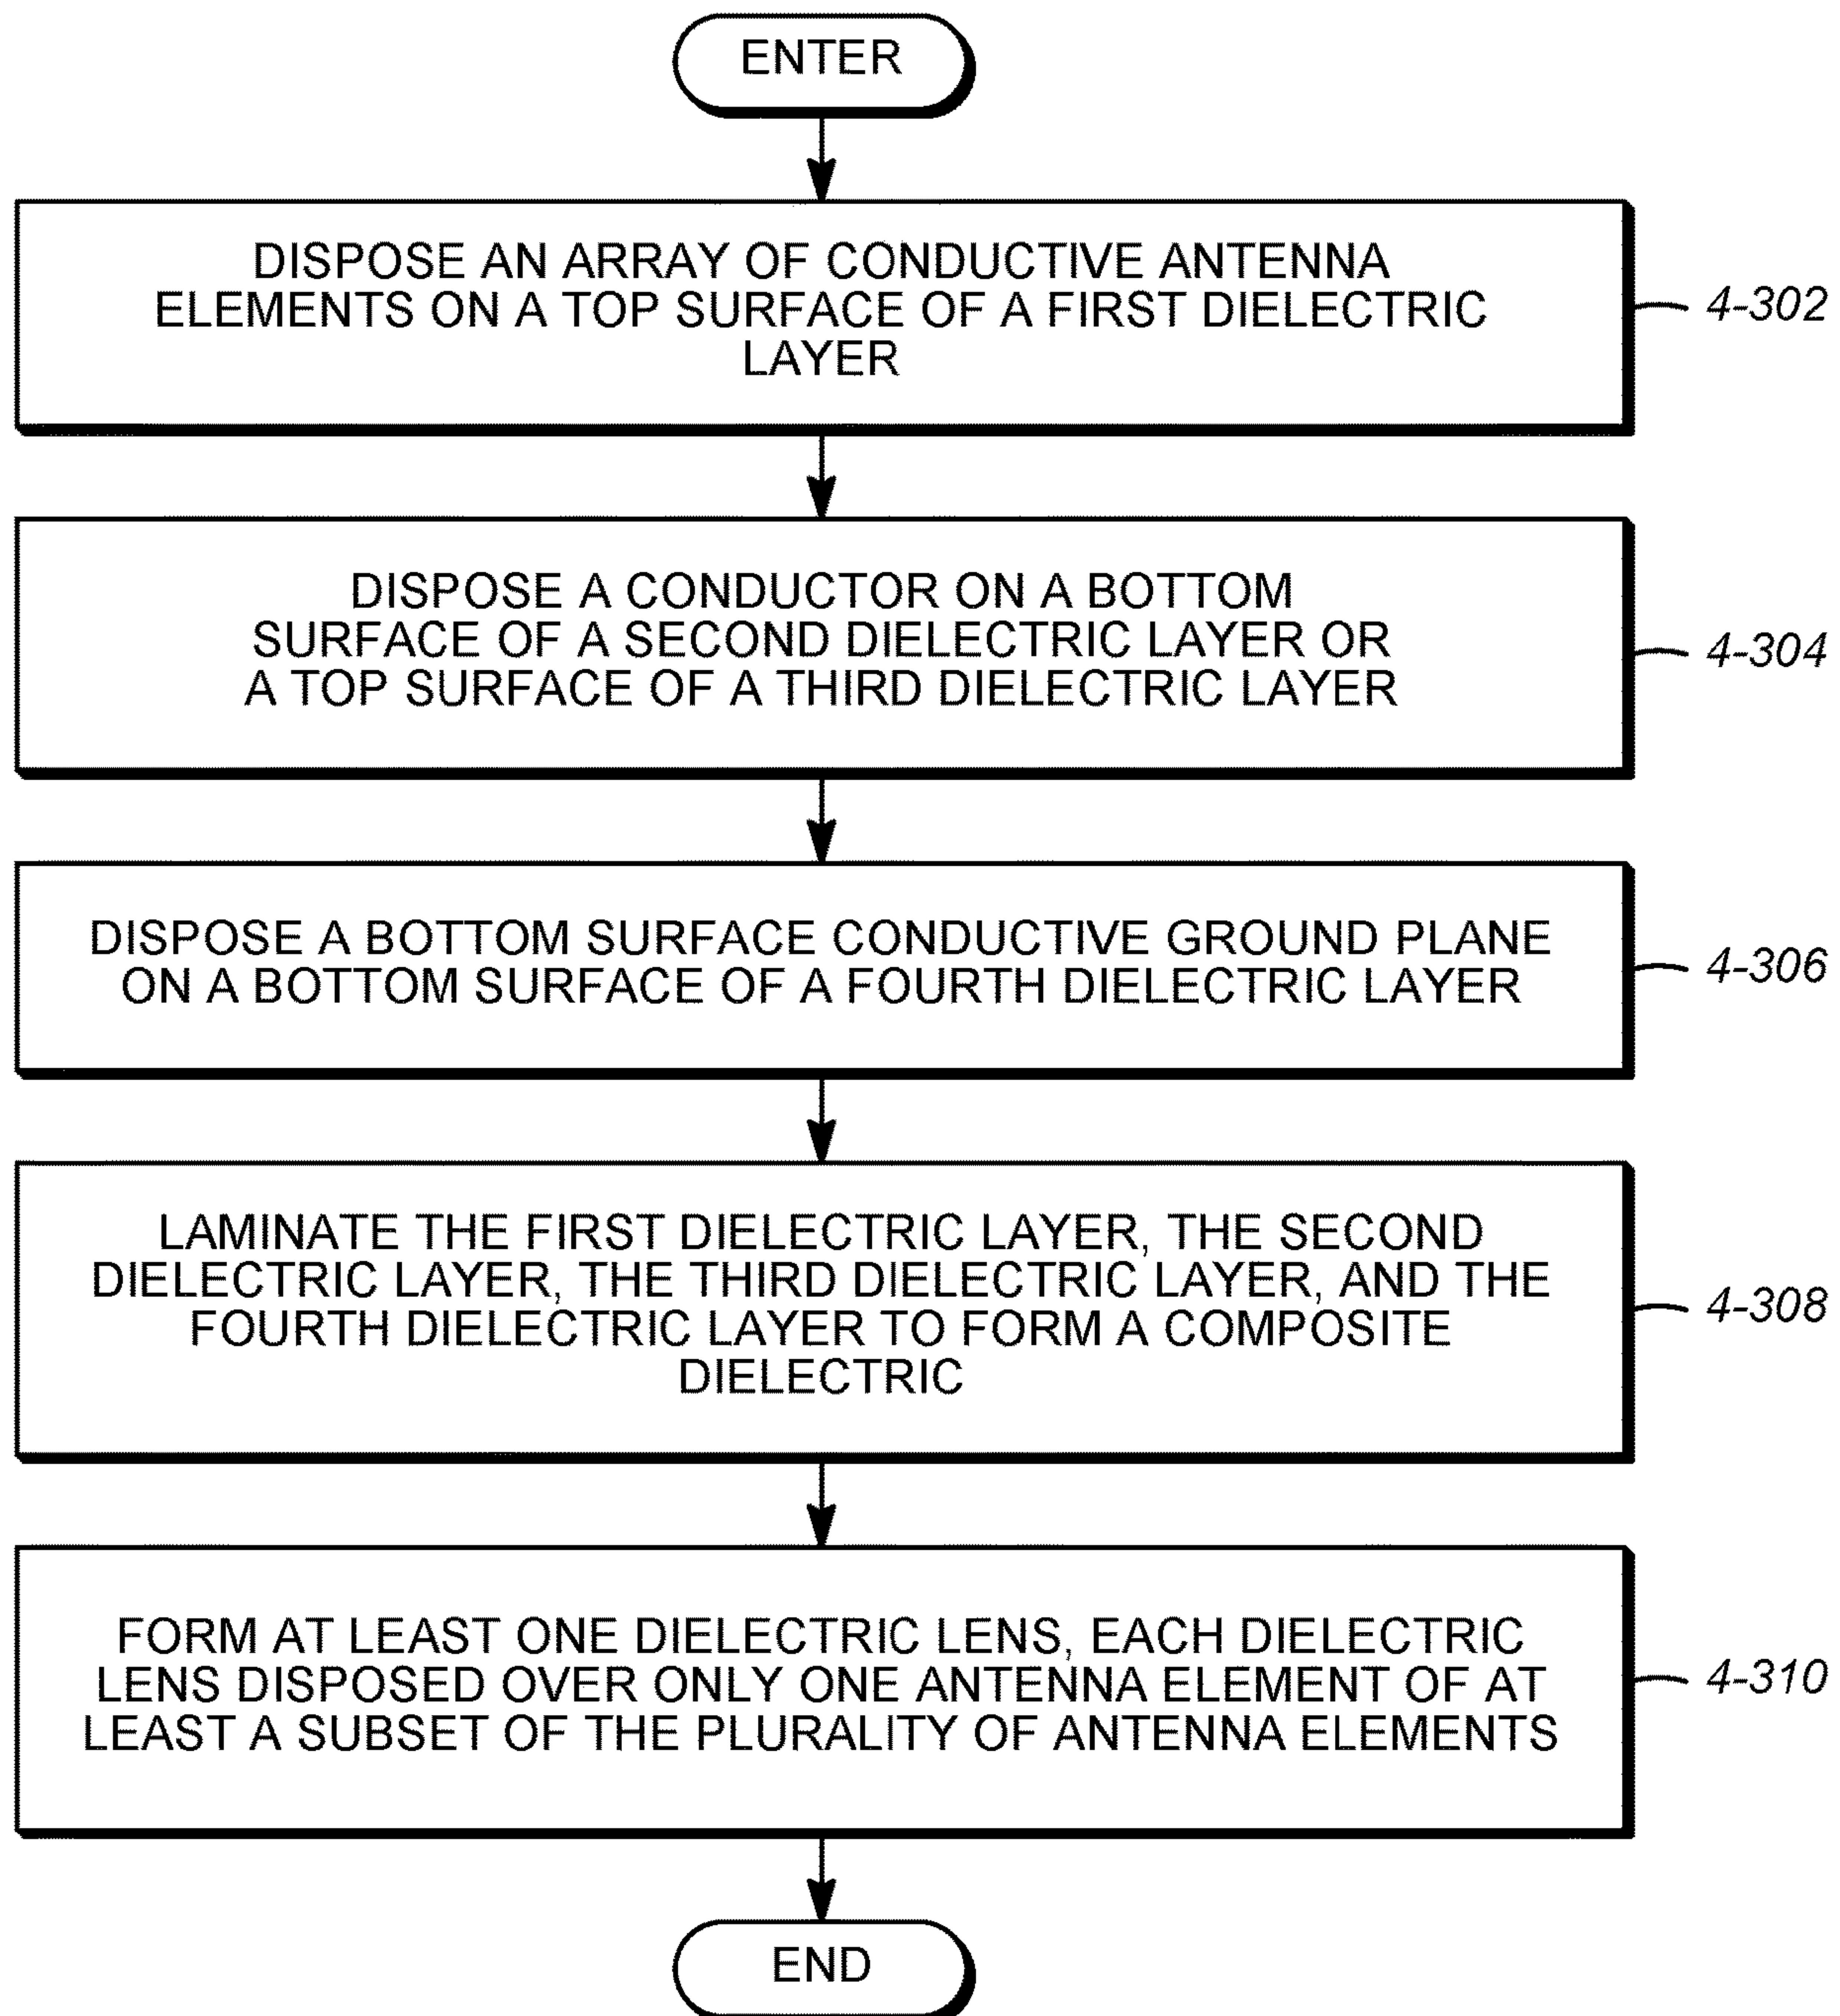 ENTER
DISPOSE AN ARRAY OF CONDUCTIVE ANTENNA
ELEMENTS ON A TOP SURFACE OF A FIRST DIELECTRIC
LAYER
4-302
DISPOSE A CONDUCTOR ON A BOTTOM
SURFACE OF A SECOND DIELECTRIC LAYER OR
A TOP SURFACE OF A THIRD DIELECTRIC LAYER
4-304
DISPOSE A BOTTOM SURFACE CONDUCTIVE GROUND PLANE
ON A BOTTOM SURFACE OF A FOURTH DIELECTRIC LAYER
4-306
LAMINATE THE FIRST DIELECTRIC LAYER, THE SECOND
DIELECTRIC LAYER, THE THIRD DIELECTRIC LAYER, AND THE
FOURTH DIELECTRIC LAYER TO FORM A COMPOSITE
DIELECTRIC
4-308
FORM AT LEAST ONE DIELECTRIC LENS, EACH DIELECTRIC
LENS DISPOSED OVER ONLY ONE ANTENNA ELEMENT OF AT
LEAST A SUBSET OF THE PLURALITY OF ANTENNA ELEMENTS
4-310
END